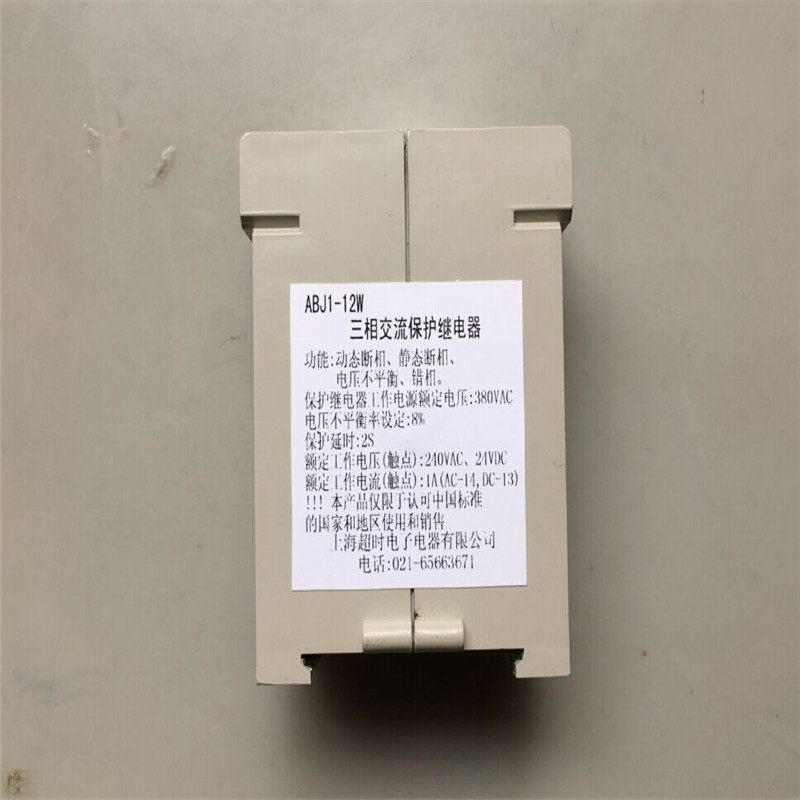 ABJ1-12W
三相交流保护继电器
功能:动态断相、静态断相、
电压不平衡、错相。
保护继电器工作电源额定电压:380VAC
电压不平衡率设定:8%
保护延时:2S
额定工作电压(触点):240VAC、24VDC
额定工作电流(触点):1A(AC-14,DC-13)
!!! 本产品仅限于认可中国标准
的国家和地区使用和销售
上海超时电子电器有限公司
电话:021-65663671